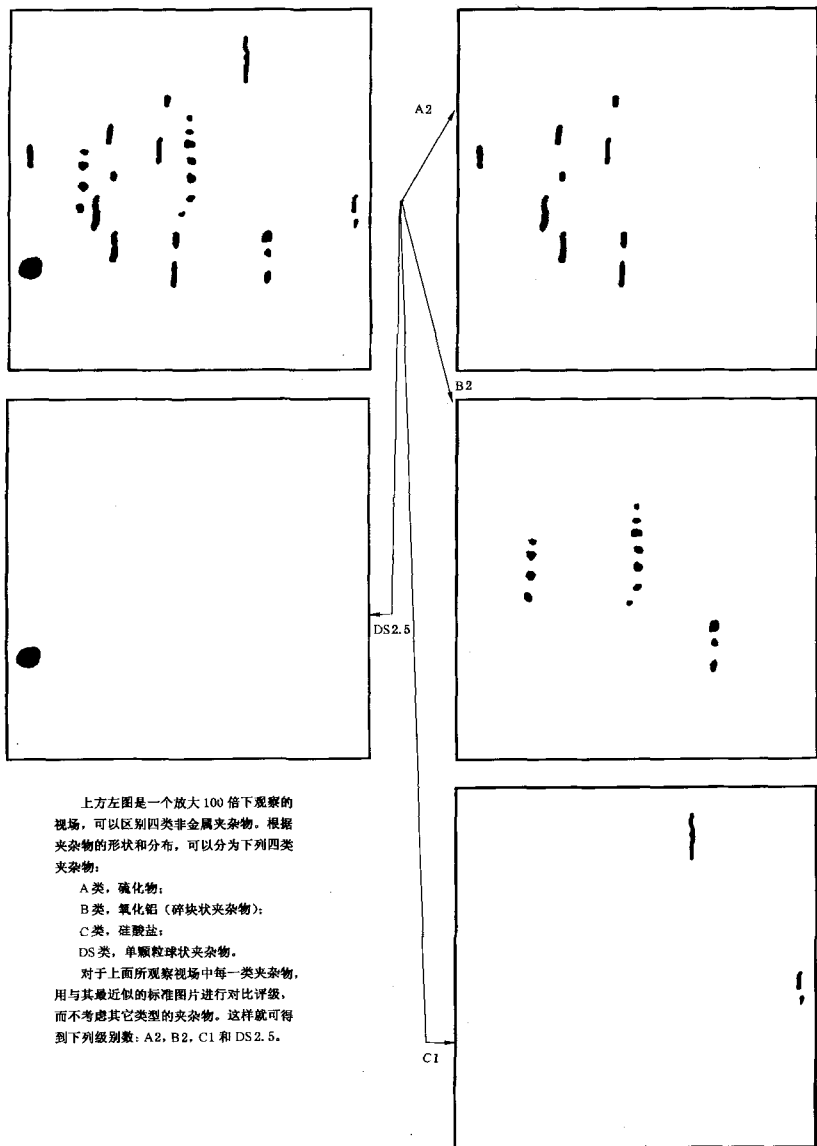 A2
B2
DS2.5
上方左图是一个放大100倍下观察的
视场，可以区别四类非金属夹杂物。根据
夹杂物的形状和分布，可以分为下列四类
夹杂物：
A类，硫化物；
B类，氧化铝（碎块状夹杂物）；
C类，硅酸盐；
DS类，单颗粒球状夹杂物。
对于上面所观察视场中每一类夹杂物，
用与其最近似的标准图片进行对比评级，
而不考虑其它类型的夹杂物。这样就可得
到下列级别数：A2，B2，C1和DS2.5。
C1